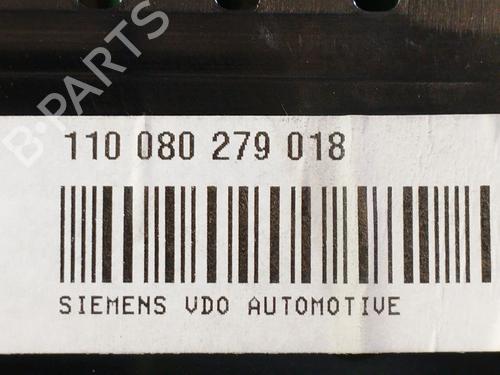 B-PARTS
110 080 279 018
SIEMENS VDO AUTOMOTIVE